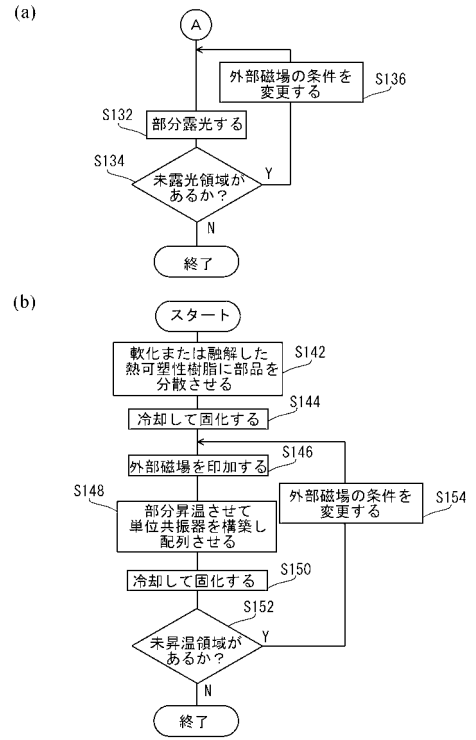 (a)
A
外部磁場の条件を
変更する
S136
S132
部分露光する
S134
未露光領域が
あるか？
Y
N
終了
(b)
スタート
軟化または融解した
熱可塑性樹脂に部品を
分散させる
S142
冷却して固化する
S144
外部磁場を印加する
S146
S148
部分昇温させて
単位共振器を構築し
配列させる
外部磁場の条件を
変更する
S154
冷却して固化する
S150
S152
未昇温領域が
あるか？
Y
N
終了